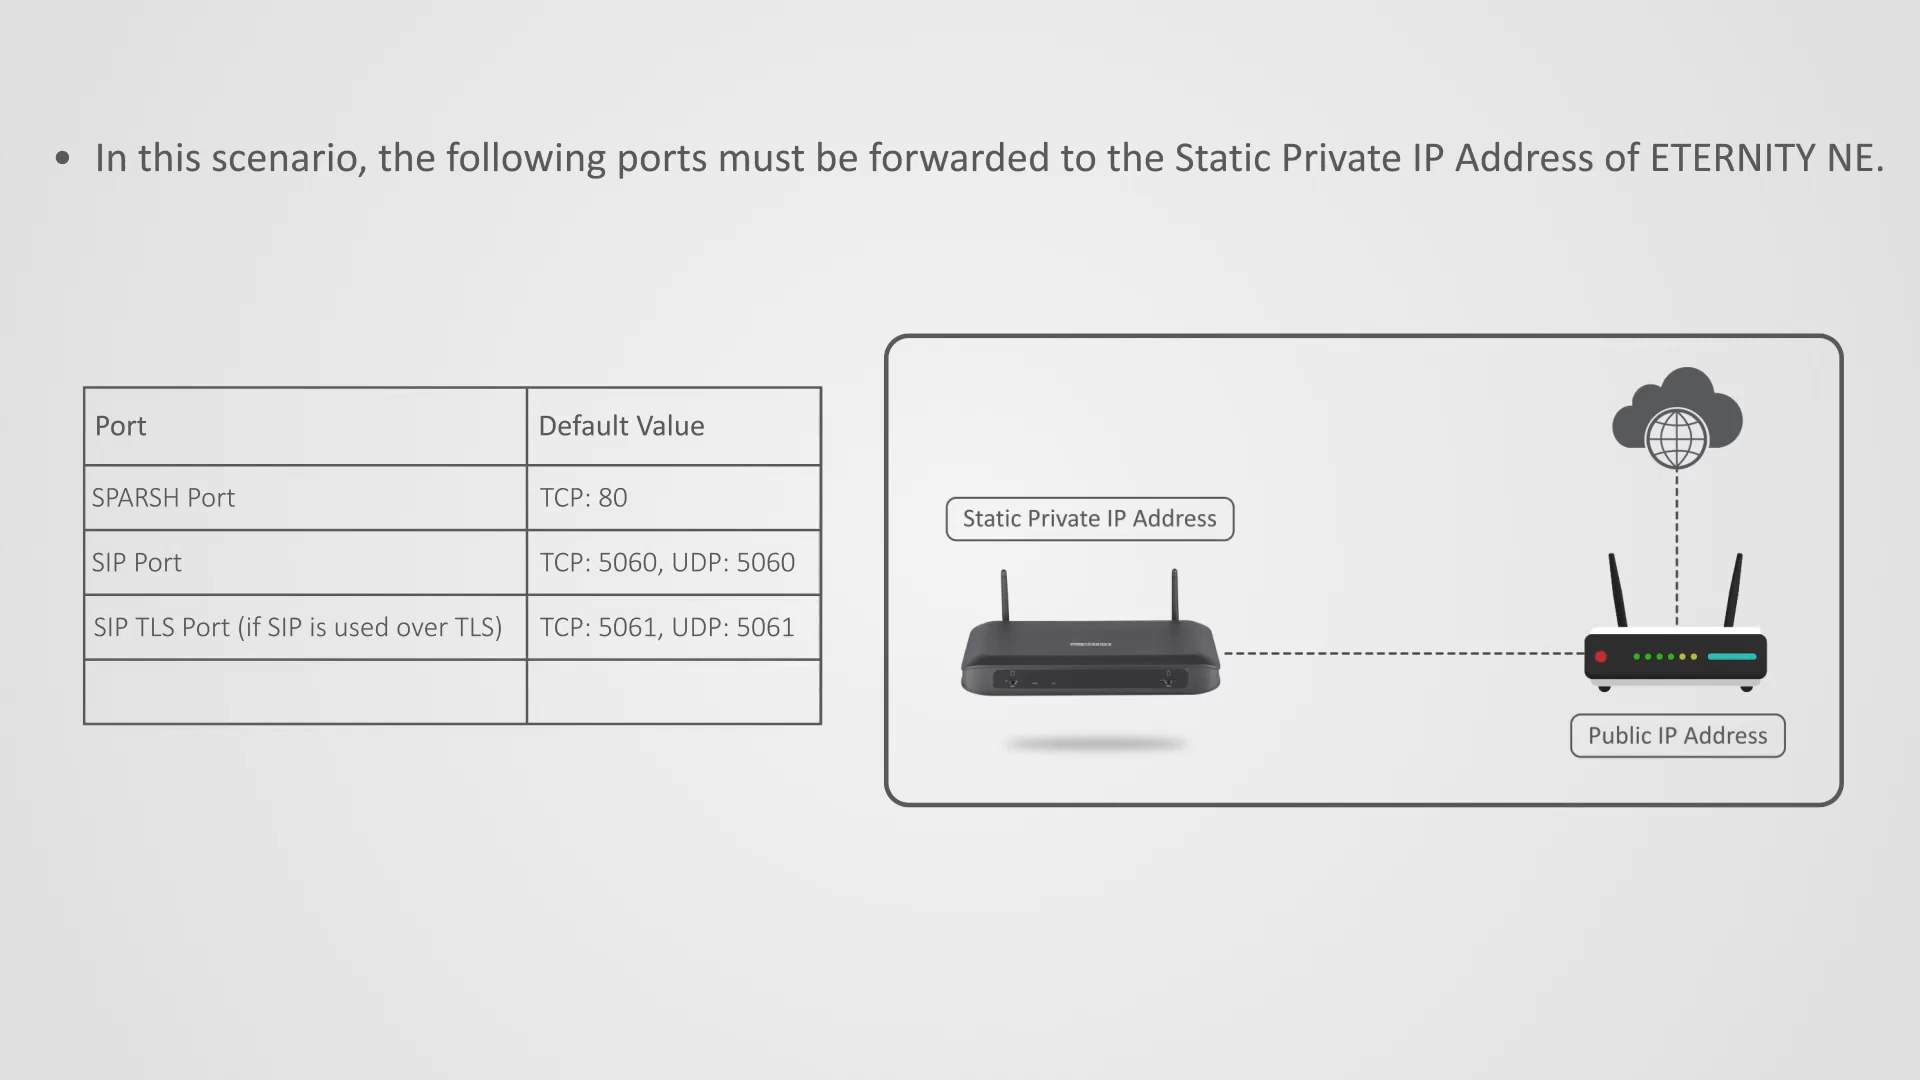 • In this scenario, the following ports must be forwarded to the Static Private IP Address of ETERNITY NE.
Port Default Value
SPARSH Port TCP: 80
SIP Port TCP: 5060, UDP: 5060
SIP TLS Port (if SIP is used over TLS) TCP: 5061, UDP: 5061
Static Private IP Address
Public IP Address